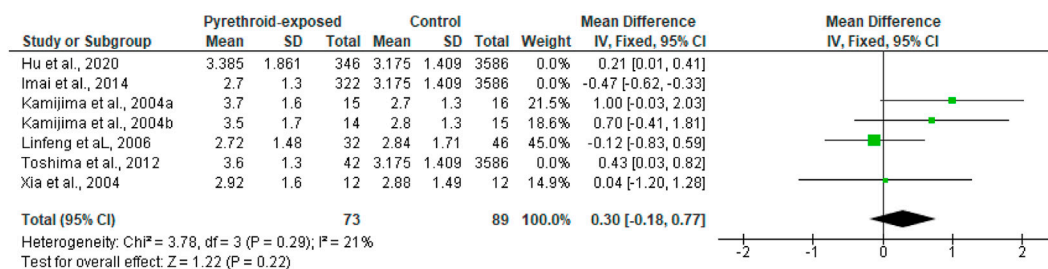 Pyrethroid-exposed Control Mean Difference Mean Difference
Study or Subgroup Mean SD Total Mean SD Total Weight IV, Fixed, 95% CI IV, Fixed, 95% CI
Hu et al., 2020 3.385 1.861 346 3.175 1.409 3586 0.0% 0.21 [0.01, 0.41]
Imai et al., 2014 2.7 1.3 322 3.175 1.409 3586 0.0% -0.47 [-0.62, -0.33]
Kamijima et al., 2004a 3.7 1.6 15 2.7 1.3 16 21.5% 1.00 [-0.03, 2.03]
Kamijima et al., 2004b 3.5 1.7 14 2.8 1.3 15 18.6% 0.70 [-0.41, 1.81]
Linfeng et aL, 2006 2.72 1.48 32 2.84 1.71 46 45.0% -0.12 [-0.83, 0.59]
Toshima et al., 2012 3.6 1.3 42 3.175 1.409 3586 0.0% 0.43 [0.03, 0.82]
Xia et al., 2004 2.92 1.6 12 2.88 1.49 12 14.9% 0.04 [-1.20, 1.28]
Total (95% CI) 73 89 100.0% 0.30 [-0.18, 0.77]
Heterogeneity: Chi² = 3.78, df = 3 (P = 0.29); I² = 21%
Test for overall effect: Z = 1.22 (P = 0.22)
-2 -1 0 1 2